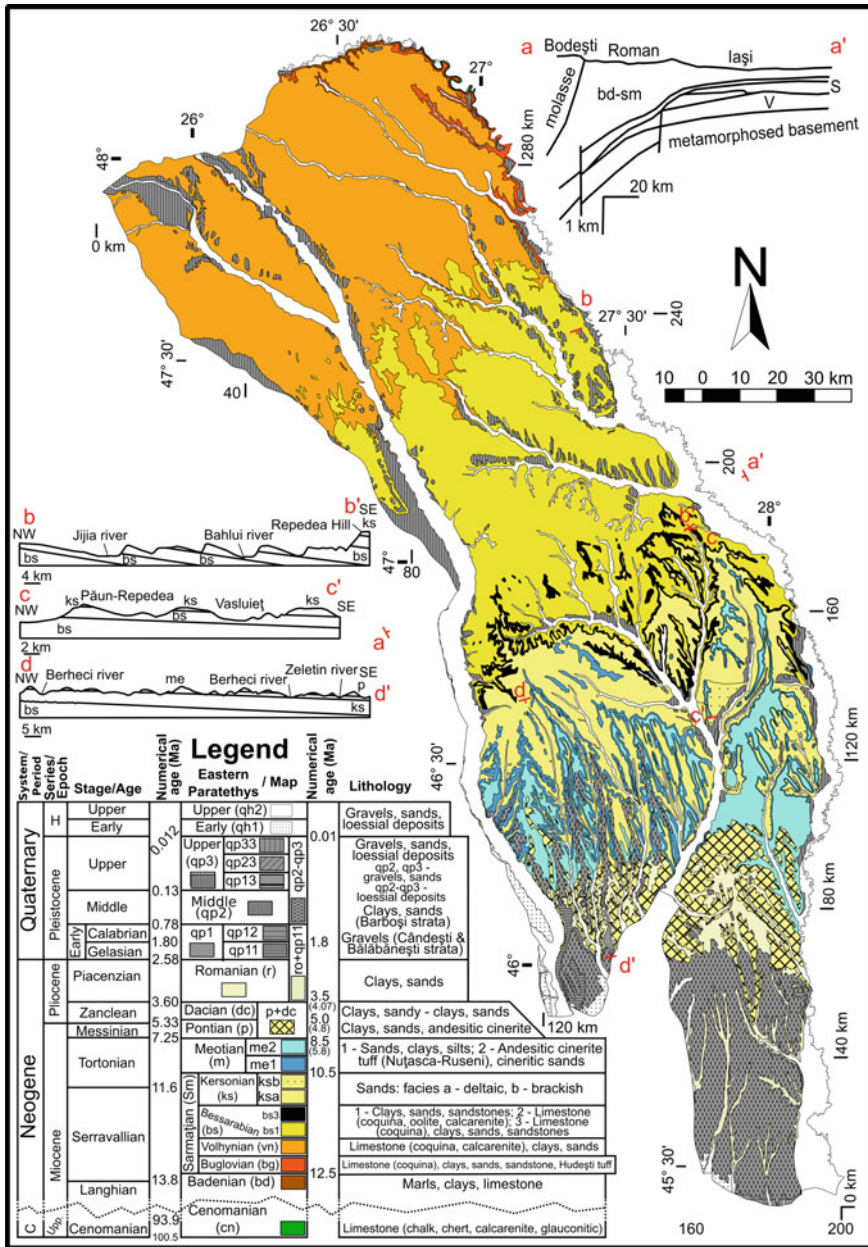 26° 30'
a
Bodeşti
Roman
Iaşi
a'
molasse
bd-sm
S
V
metamorphosed basement
20 km
1 km
27°
280 km
26°
48°
0 km
b
27° 30'
240
N
47° 30'
40
10 0 10 20 30 km
200
a'
28°
b'
c
b
NW
Jijia river
Bahlui river
Repedea Hill
b'
SE
ks
bs
bs
bs
bs
4 km
47°
80
c
NW
ks
Păun-Repedea
ks
Vasluieţ
ks
c'
SE
bs
bs
2 km
a
160
d
NW
Berheci river
me
Berheci river
Zeletin river
SE
p
d'
bs
ks
5 km
d
c'
120 km
46° 30'
80 km
46°
d'
120 km
40
45° 30'
0 km
160
200
Legend
System/Period
Series/Epoch
Stage/Age
Numerical age (Ma)
Eastern Paratethys / Map
Numerical age (Ma)
Lithology
Quaternary
H
Upper
Upper (qh2)
Gravels, sands,
loessial deposits
Early
Early (qh1)
0.012
0.01
Pleistocene
Upper
Upper (qp3)
qp33
qp23
qp13
qp2-qp3
Gravels, sands,
loessial deposits
qp2, qp3 -
gravels, sands
qp2-qp3 -
loessial deposits
0.13
Middle
Middle (qp2)
Clays, sands
(Barboşi strata)
0.78
Early
Calabrian
1.80
qp1
qp12
1.8
Gravels (Cândeşti &
Bălăbăneşti strata)
Gelasian
2.58
qp11
ro+qp11
Neogene
Pliocene
Piacenzian
Romanian (r)
Clays, sands
3.60
3.5
Zanclean
Dacian (dc)
p+dc
(4.07)
Clays, sandy - clays, sands
5.33
5.0
Messinian
Pontian (p)
(4.8)
Clays, sands, andesitic cinerite
7.25
8.5
(5.8)
Miocene
Tortonian
Meotian (m)
me2
me1
1 - Sands, clays, silts; 2 - Andesitic cinerite
tuff (Nuţasca-Ruseni), cineritic sands
10.5
11.6
Sarmaţian (Sm)
Kersonian (ks)
ksb
ksa
Sands: facies a - deltaic, b - brackish
Serravallian
Bessarabian (bs)
bs3
bs1
1 - Clays, sands, sandstones; 2 - Limestone
(coquina, oolite, calcarenite); 3 - Limestone
(coquina), clays, sands, sandstones
Volhynian (vn)
Limestone (coquina, calcarenite), clays, sands
Buglovian (bg)
Limestone (coquina), clays, sands, sandstone, Hudeşti tuff
13.8
12.5
Langhian
Badenian (bd)
Marls, clays, limestone
C
Upp.
Cenomanian
93.9
100.5
Cenomanian
(cn)
Limestone (chalk, chert, calcarenite, glauconitic)